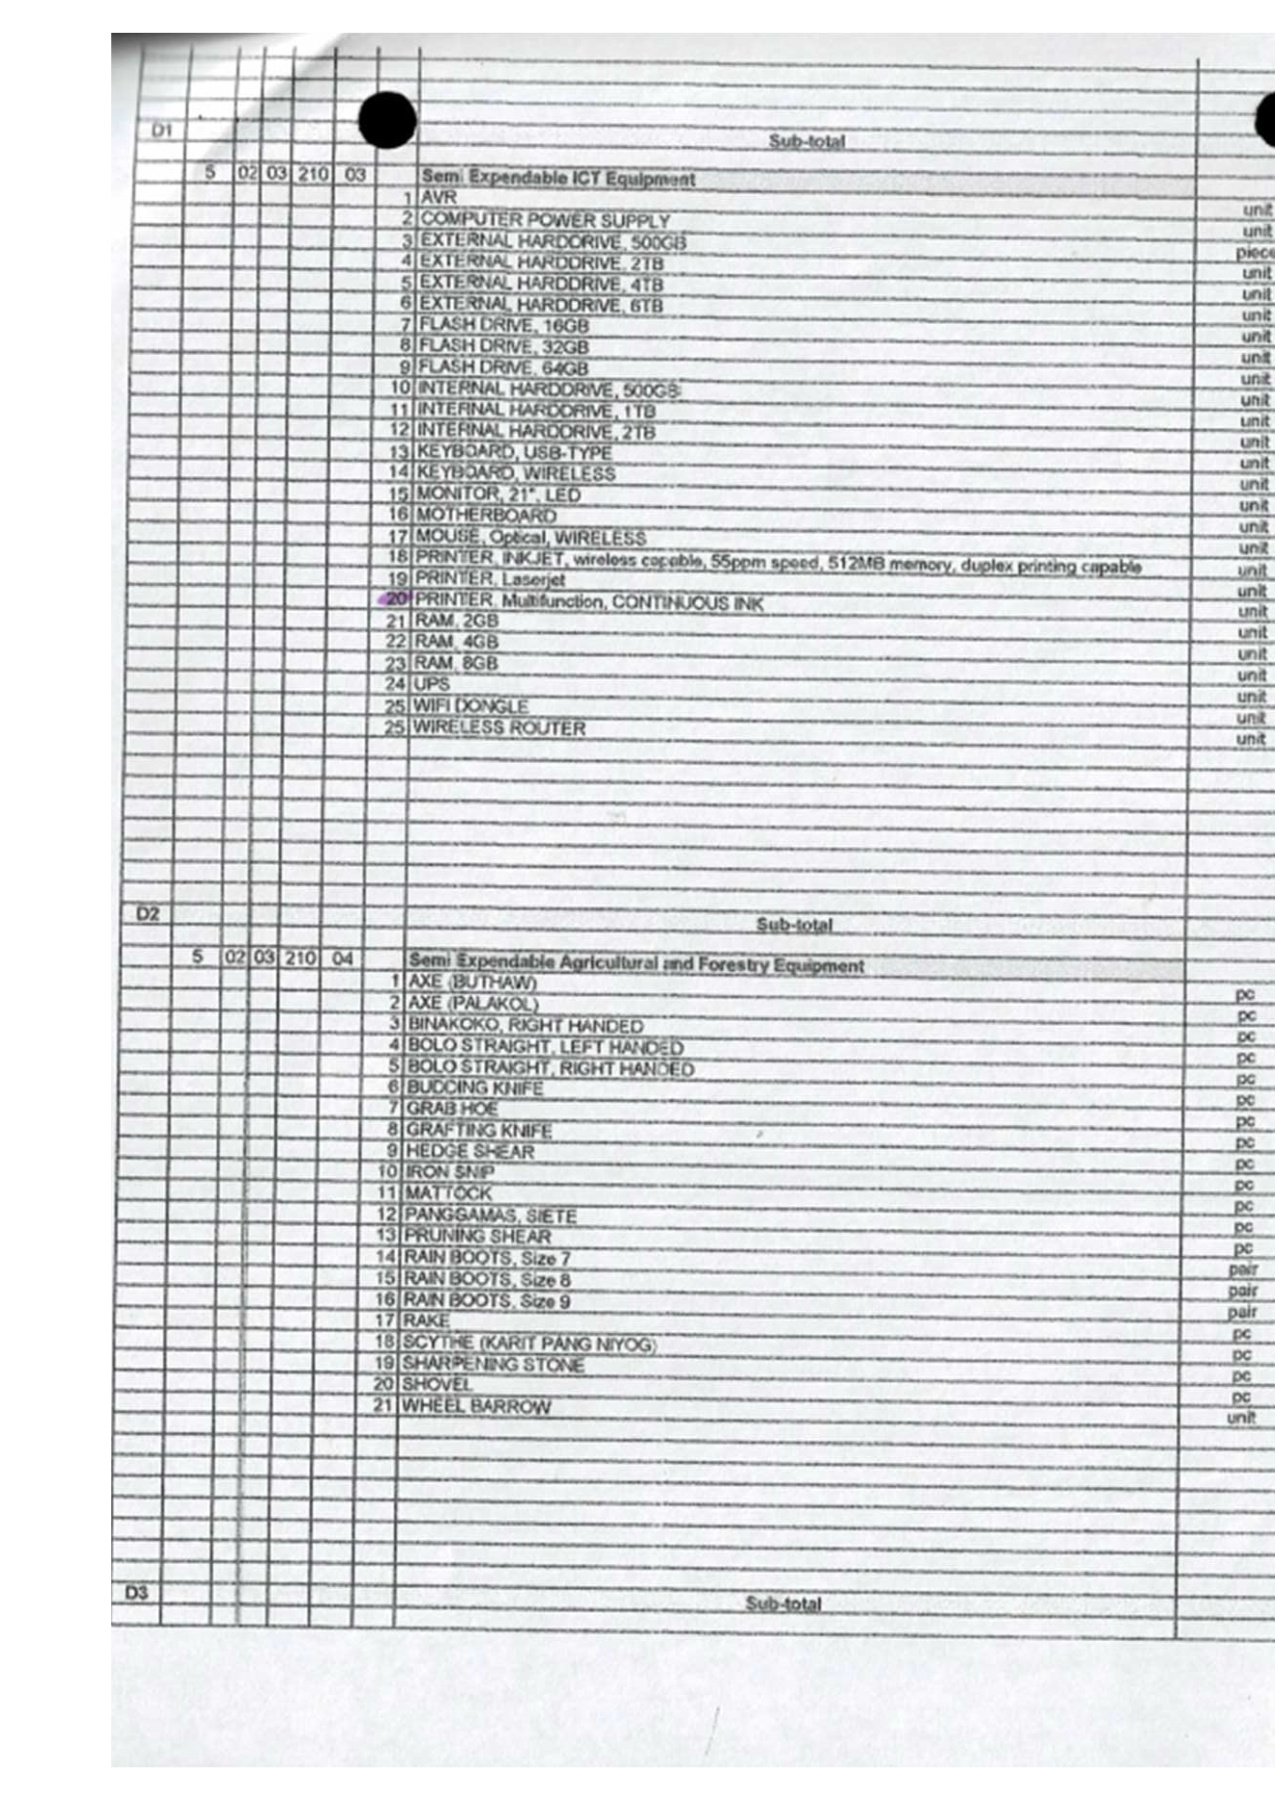 D1 Sub-total
5 02 03 210 03 Semi Expendable ICT Equipment
1 AVR unit
2 COMPUTER POWER SUPPLY unit
3 EXTERNAL HARDDRIVE, 500GB piece
4 EXTERNAL HARDDRIVE, 2TB unit
5 EXTERNAL HARDDRIVE, 4TB unit
6 EXTERNAL HARDDRIVE, 6TB unit
7 FLASH DRIVE, 16GB unit
8 FLASH DRIVE, 32GB unit
9 FLASH DRIVE, 64GB unit
10 INTERNAL HARDDRIVE, 500GB unit
11 INTERNAL HARDDRIVE, 1TB unit
12 INTERNAL HARDDRIVE, 2TB unit
13 KEYBOARD, USB-TYPE unit
14 KEYBOARD, WIRELESS unit
15 MONITOR, 21", LED unit
16 MOTHERBOARD unit
17 MOUSE, Optical, WIRELESS unit
18 PRINTER, INKJET, wireless capable, 55ppm speed, 512MB memory, duplex printing capable unit
19 PRINTER, Laserjet unit
20 PRINTER, Multifunction, CONTINUOUS INK unit
21 RAM, 2GB unit
22 RAM, 4GB unit
23 RAM, 8GB unit
24 UPS unit
25 WIFI DONGLE unit
25 WIRELESS ROUTER unit
D2 Sub-total
5 02 03 210 04 Semi Expendable Agricultural and Forestry Equipment
1 AXE (BUTHAW) pc
2 AXE (PALAKOL) pc
3 BINAKOKO, RIGHT HANDED pc
4 BOLO STRAIGHT, LEFT HANDED pc
5 BOLO STRAIGHT, RIGHT HANDED pc
6 BUDDING KNIFE pc
7 GRAB HOE pc
8 GRAFTING KNIFE pc
9 HEDGE SHEAR pc
10 IRON SNIP pc
11 MATTOCK pc
12 PANGGAMAS, SIETE pc
13 PRUNING SHEAR pc
14 RAIN BOOTS, Size 7 pair
15 RAIN BOOTS, Size 8 pair
16 RAIN BOOTS, Size 9 pair
17 RAKE pc
18 SCYTHE (KARIT PANG NIYOG) pc
19 SHARPENING STONE pc
20 SHOVEL pc
21 WHEEL BARROW unit
D3 Sub-total